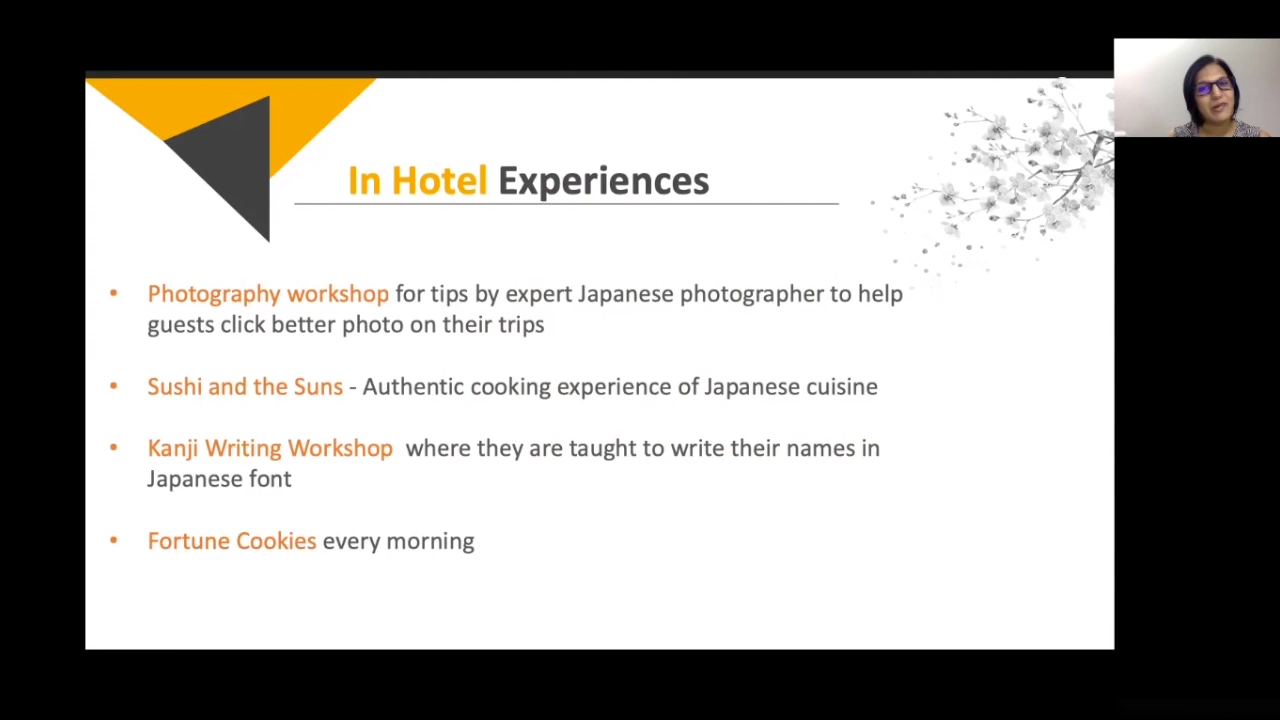 In Hotel Experiences
• Photography workshop for tips by expert Japanese photographer to help
guests click better photo on their trips
• Sushi and the Suns - Authentic cooking experience of Japanese cuisine
• Kanji Writing Workshop where they are taught to write their names in
Japanese font
• Fortune Cookies every morning